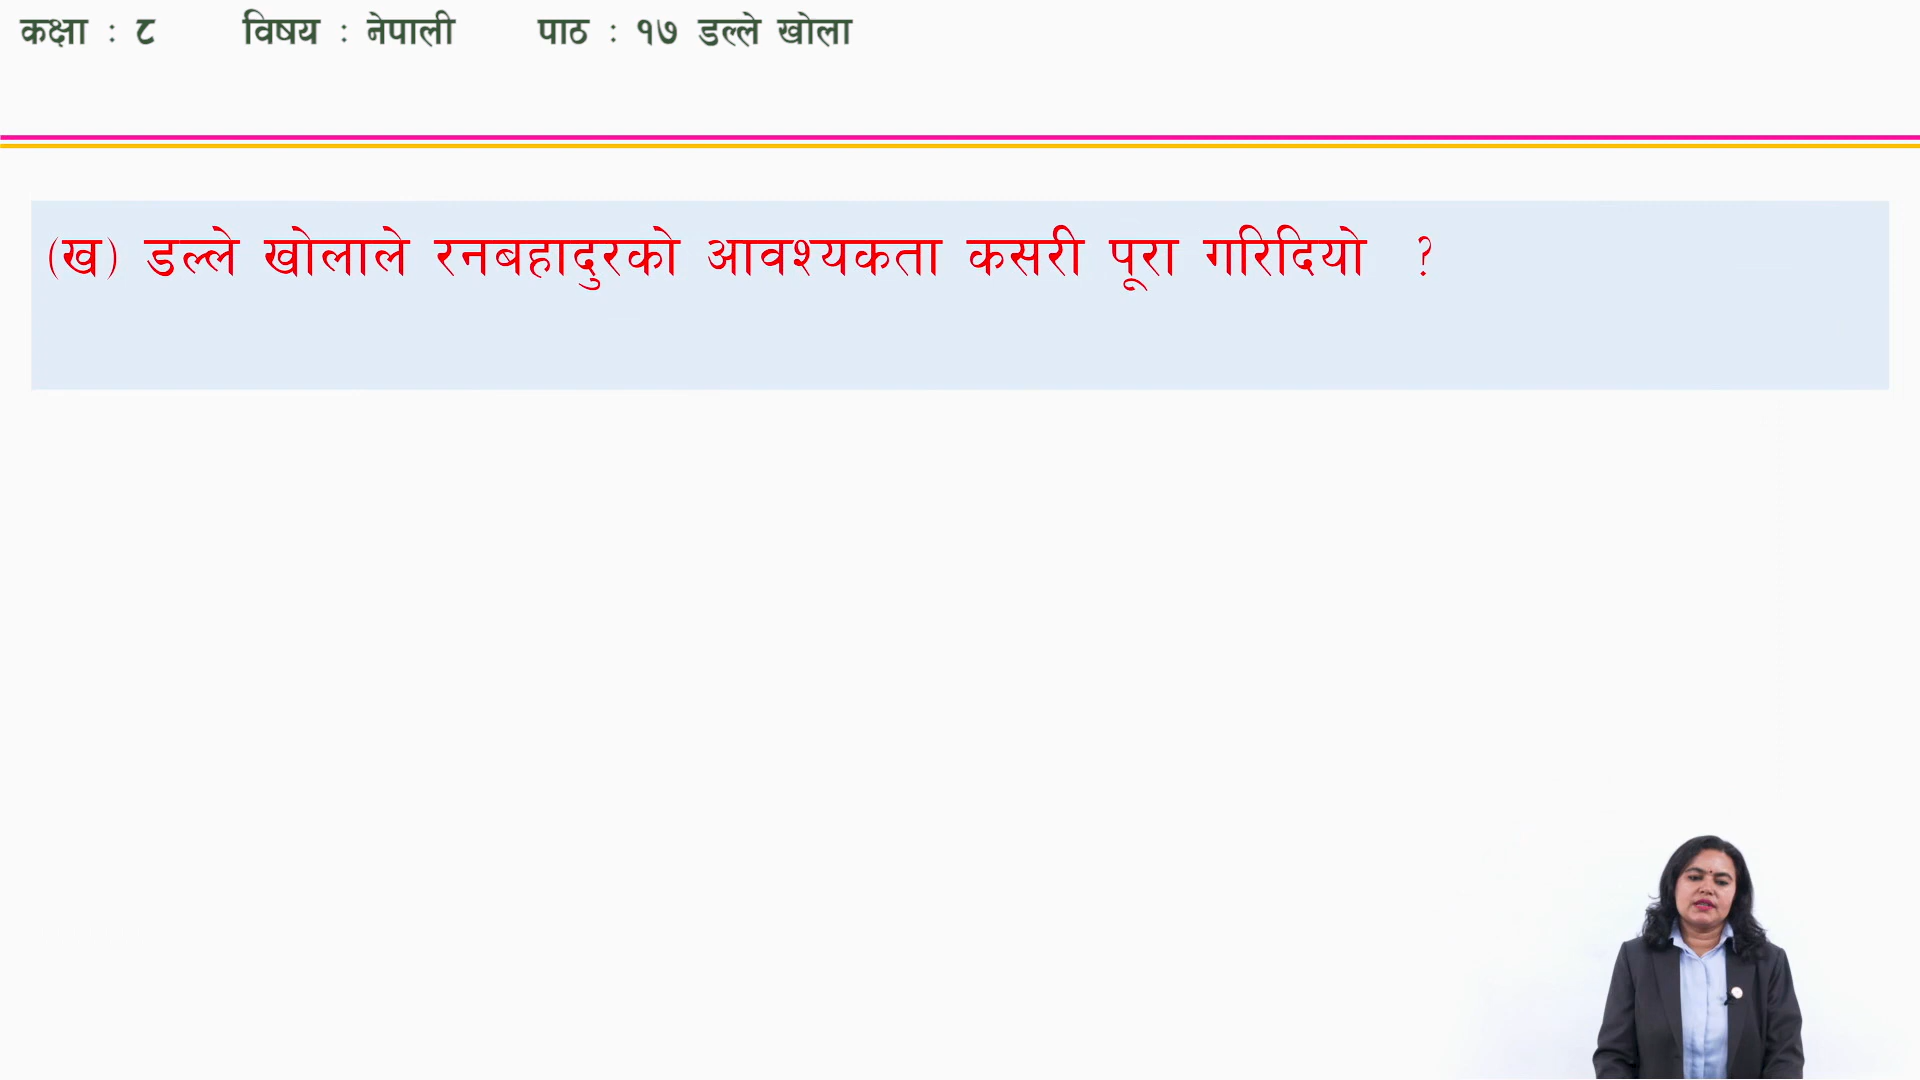 कक्षा : ८ विषय : नेपाली पाठ : १७ डल्ले खोला
(ख) डल्ले खोलाले रनबहादुरको आवश्यकता कसरी पूरा गरिदियो ?